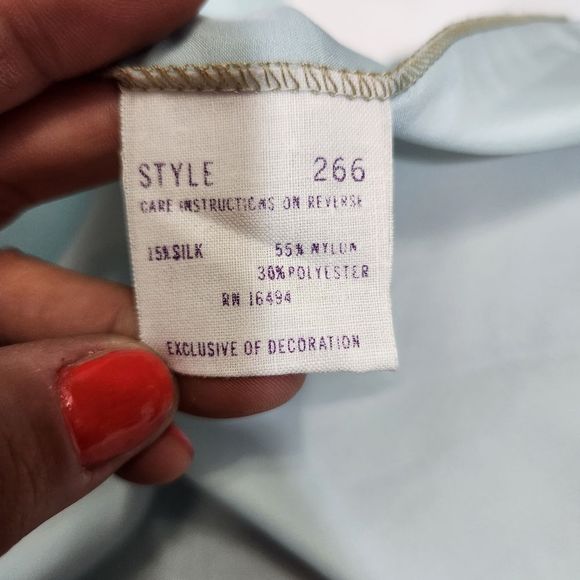 STYLE 266
CARE INSTRUCTIONS ON REVERSE
15% SILK 55% NYLON
30% POLYESTER
RN 16494
EXCLUSIVE OF DECORATION